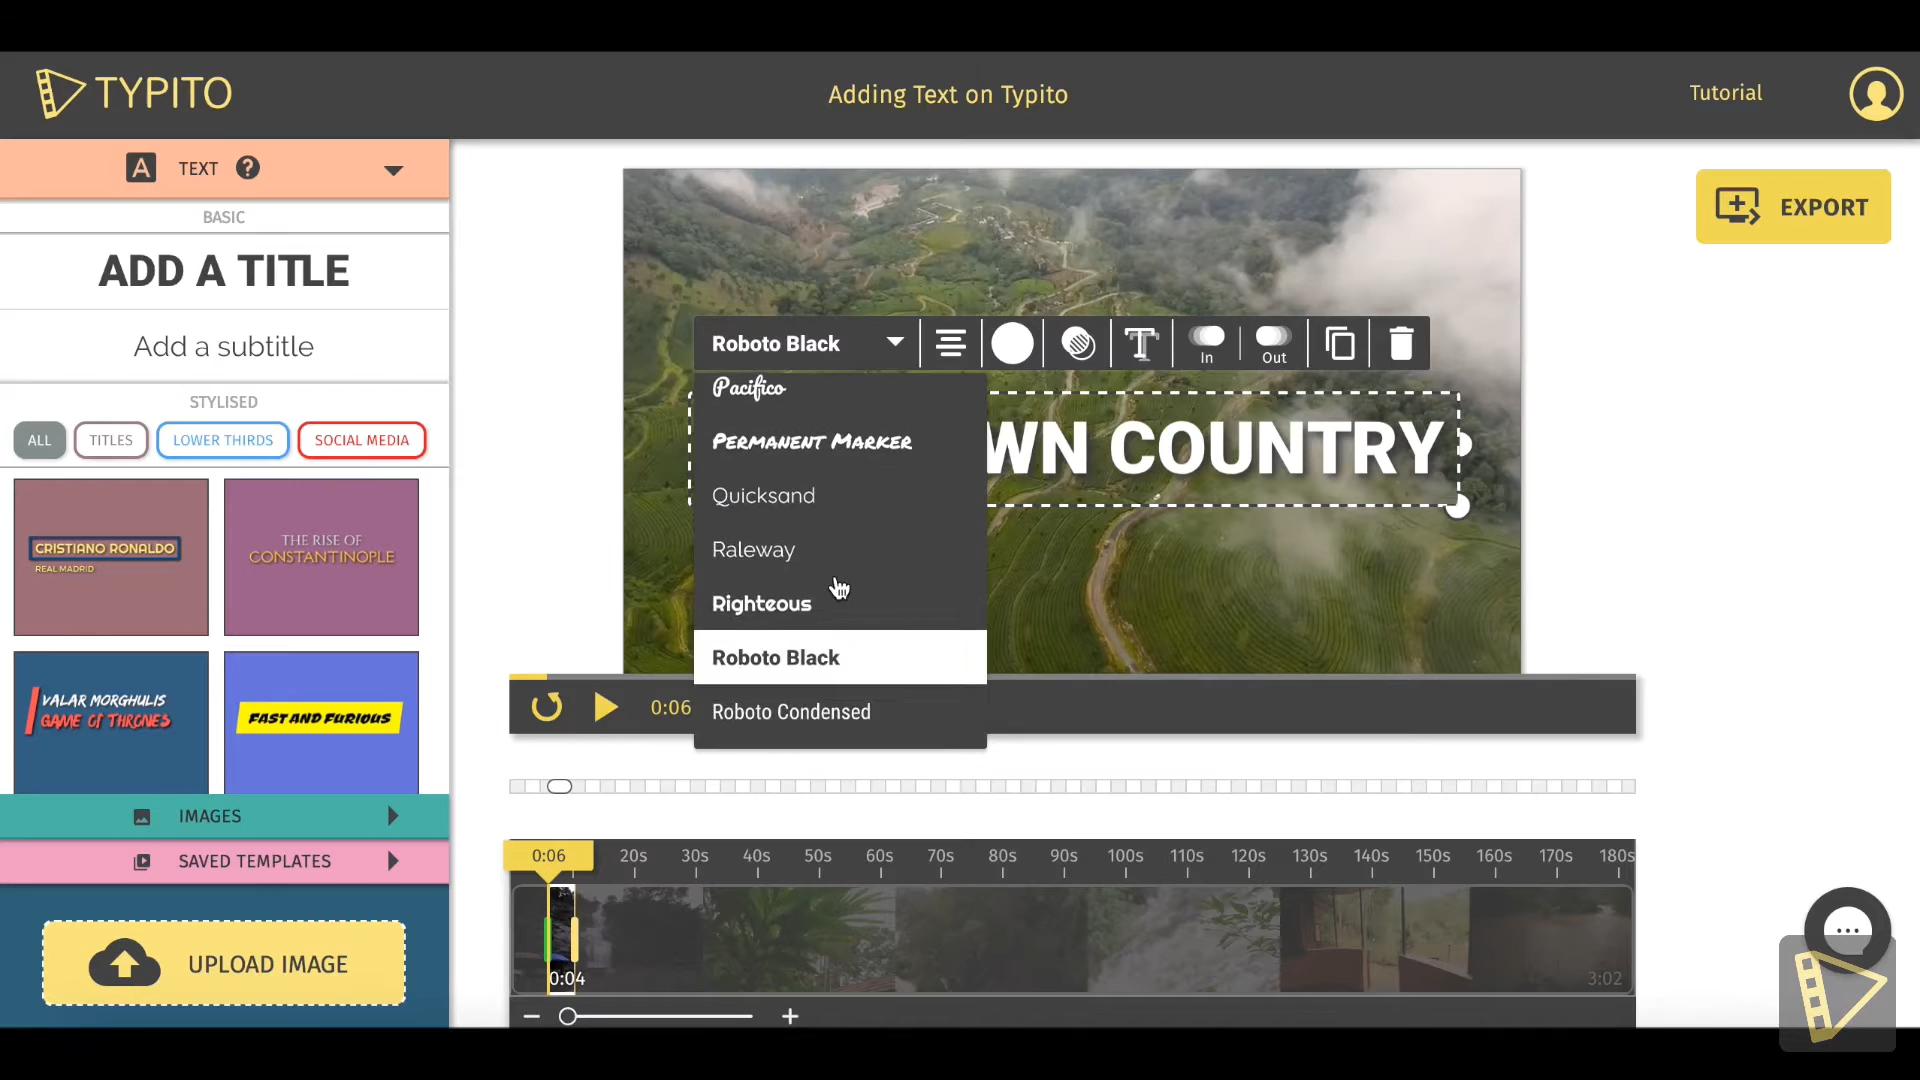 TYPITO
Adding Text on Typito
Tutorial
A TEXT ?
BASIC
ADD A TITLE
Add a subtitle
STYLISED
ALL TITLES LOWER THIRDS SOCIAL MEDIA
CRISTIANO RONALDO
REAL MADRID
THE RISE OF
CONSTANTINOPLE
VALAR MORGHULIS
GAME OF THRONES
FAST AND FURIOUS
IMAGES
SAVED TEMPLATES
UPLOAD IMAGE
EXPORT
Roboto Black
T
In
Out
Pacifico
Permanent Marker
Quicksand
Raleway
Righteous
Roboto Black
Roboto Condensed
WN COUNTRY
0:06
0:06 20s 30s 40s 50s 60s 70s 80s 90s 100s 110s 120s 130s 140s 150s 160s 170s 180s
0:04
3:02